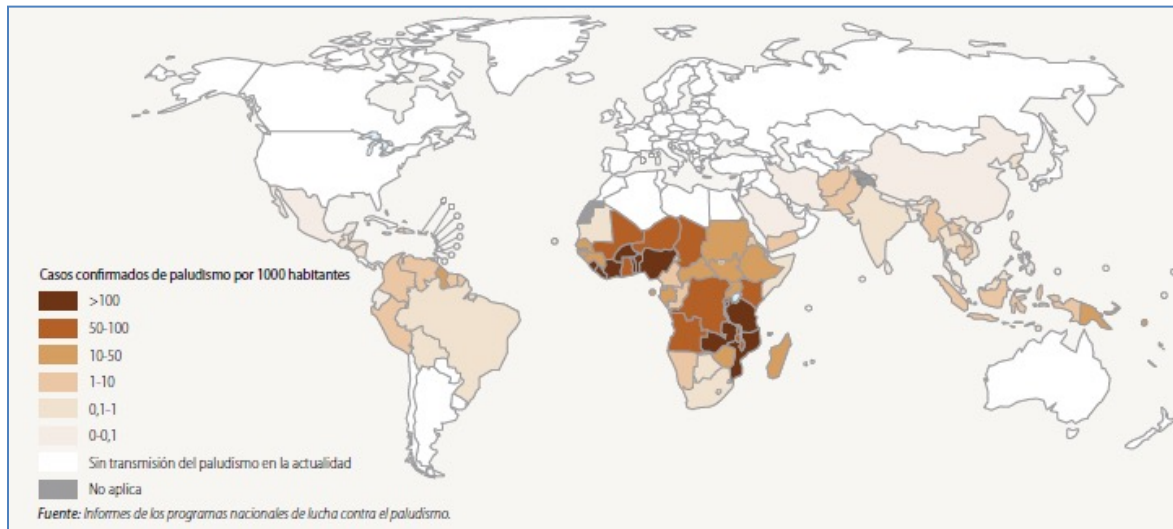 Casos confirmados de paludismo por 1000 habitantes
>100
50-100
10-50
1-10
0,1-1
0-0,1
Sin transmisión del paludismo en la actualidad
No aplica
Fuente: Informes de los programas nacionales de lucha contra el paludismo.